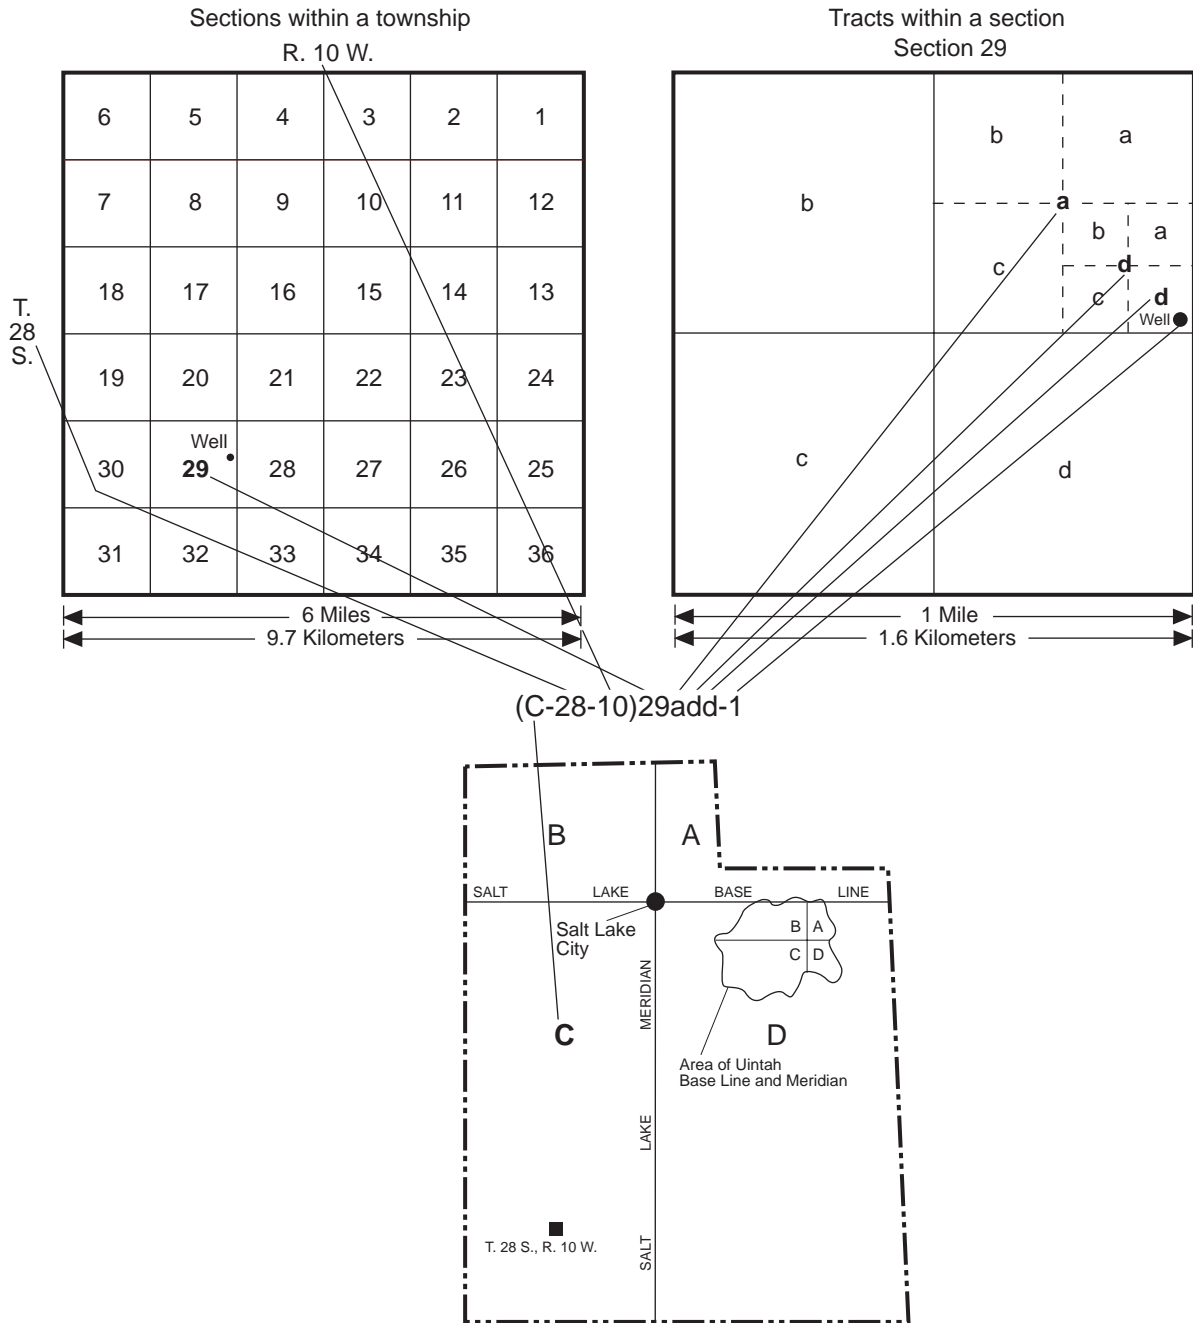 Sections within a township
R. 10 W.
6 5 4 3 2 1
7 8 9 10 11 12
18 17 16 15 14 13
T.
28
S.
19 20 21 22 23 24
Well
30 29 28 27 26 25
31 32 33 34 35 36
6 Miles
9.7 Kilometers
Tracts within a section
Section 29
b a
b a
b a
c d
c d
Well
c d
1 Mile
1.6 Kilometers
(C-28-10)29add-1
B A
SALT LAKE BASE LINE
Salt Lake
City
B A
C D
MERIDIAN
C D
Area of Uintah
Base Line and Meridian
LAKE
SALT
T. 28 S., R. 10 W.